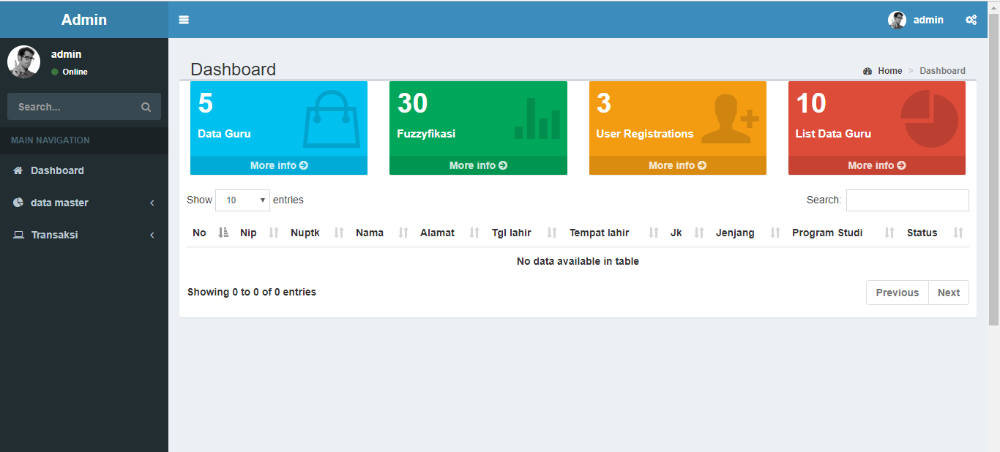 Admin
admin
admin
Online
Search...
MAIN NAVIGATION
Dashboard
data master
Transaksi
Dashboard
Home > Dashboard
5
Data Guru
More info
30
Fuzzyfikasi
More info
3
User Registrations
More info
10
List Data Guru
More info
Show 10 entries
Search:
No Nip Nuptk Nama Alamat Tgl lahir Tempat lahir Jk Jenjang Program Studi Status
No data available in table
Showing 0 to 0 of 0 entries
Previous Next